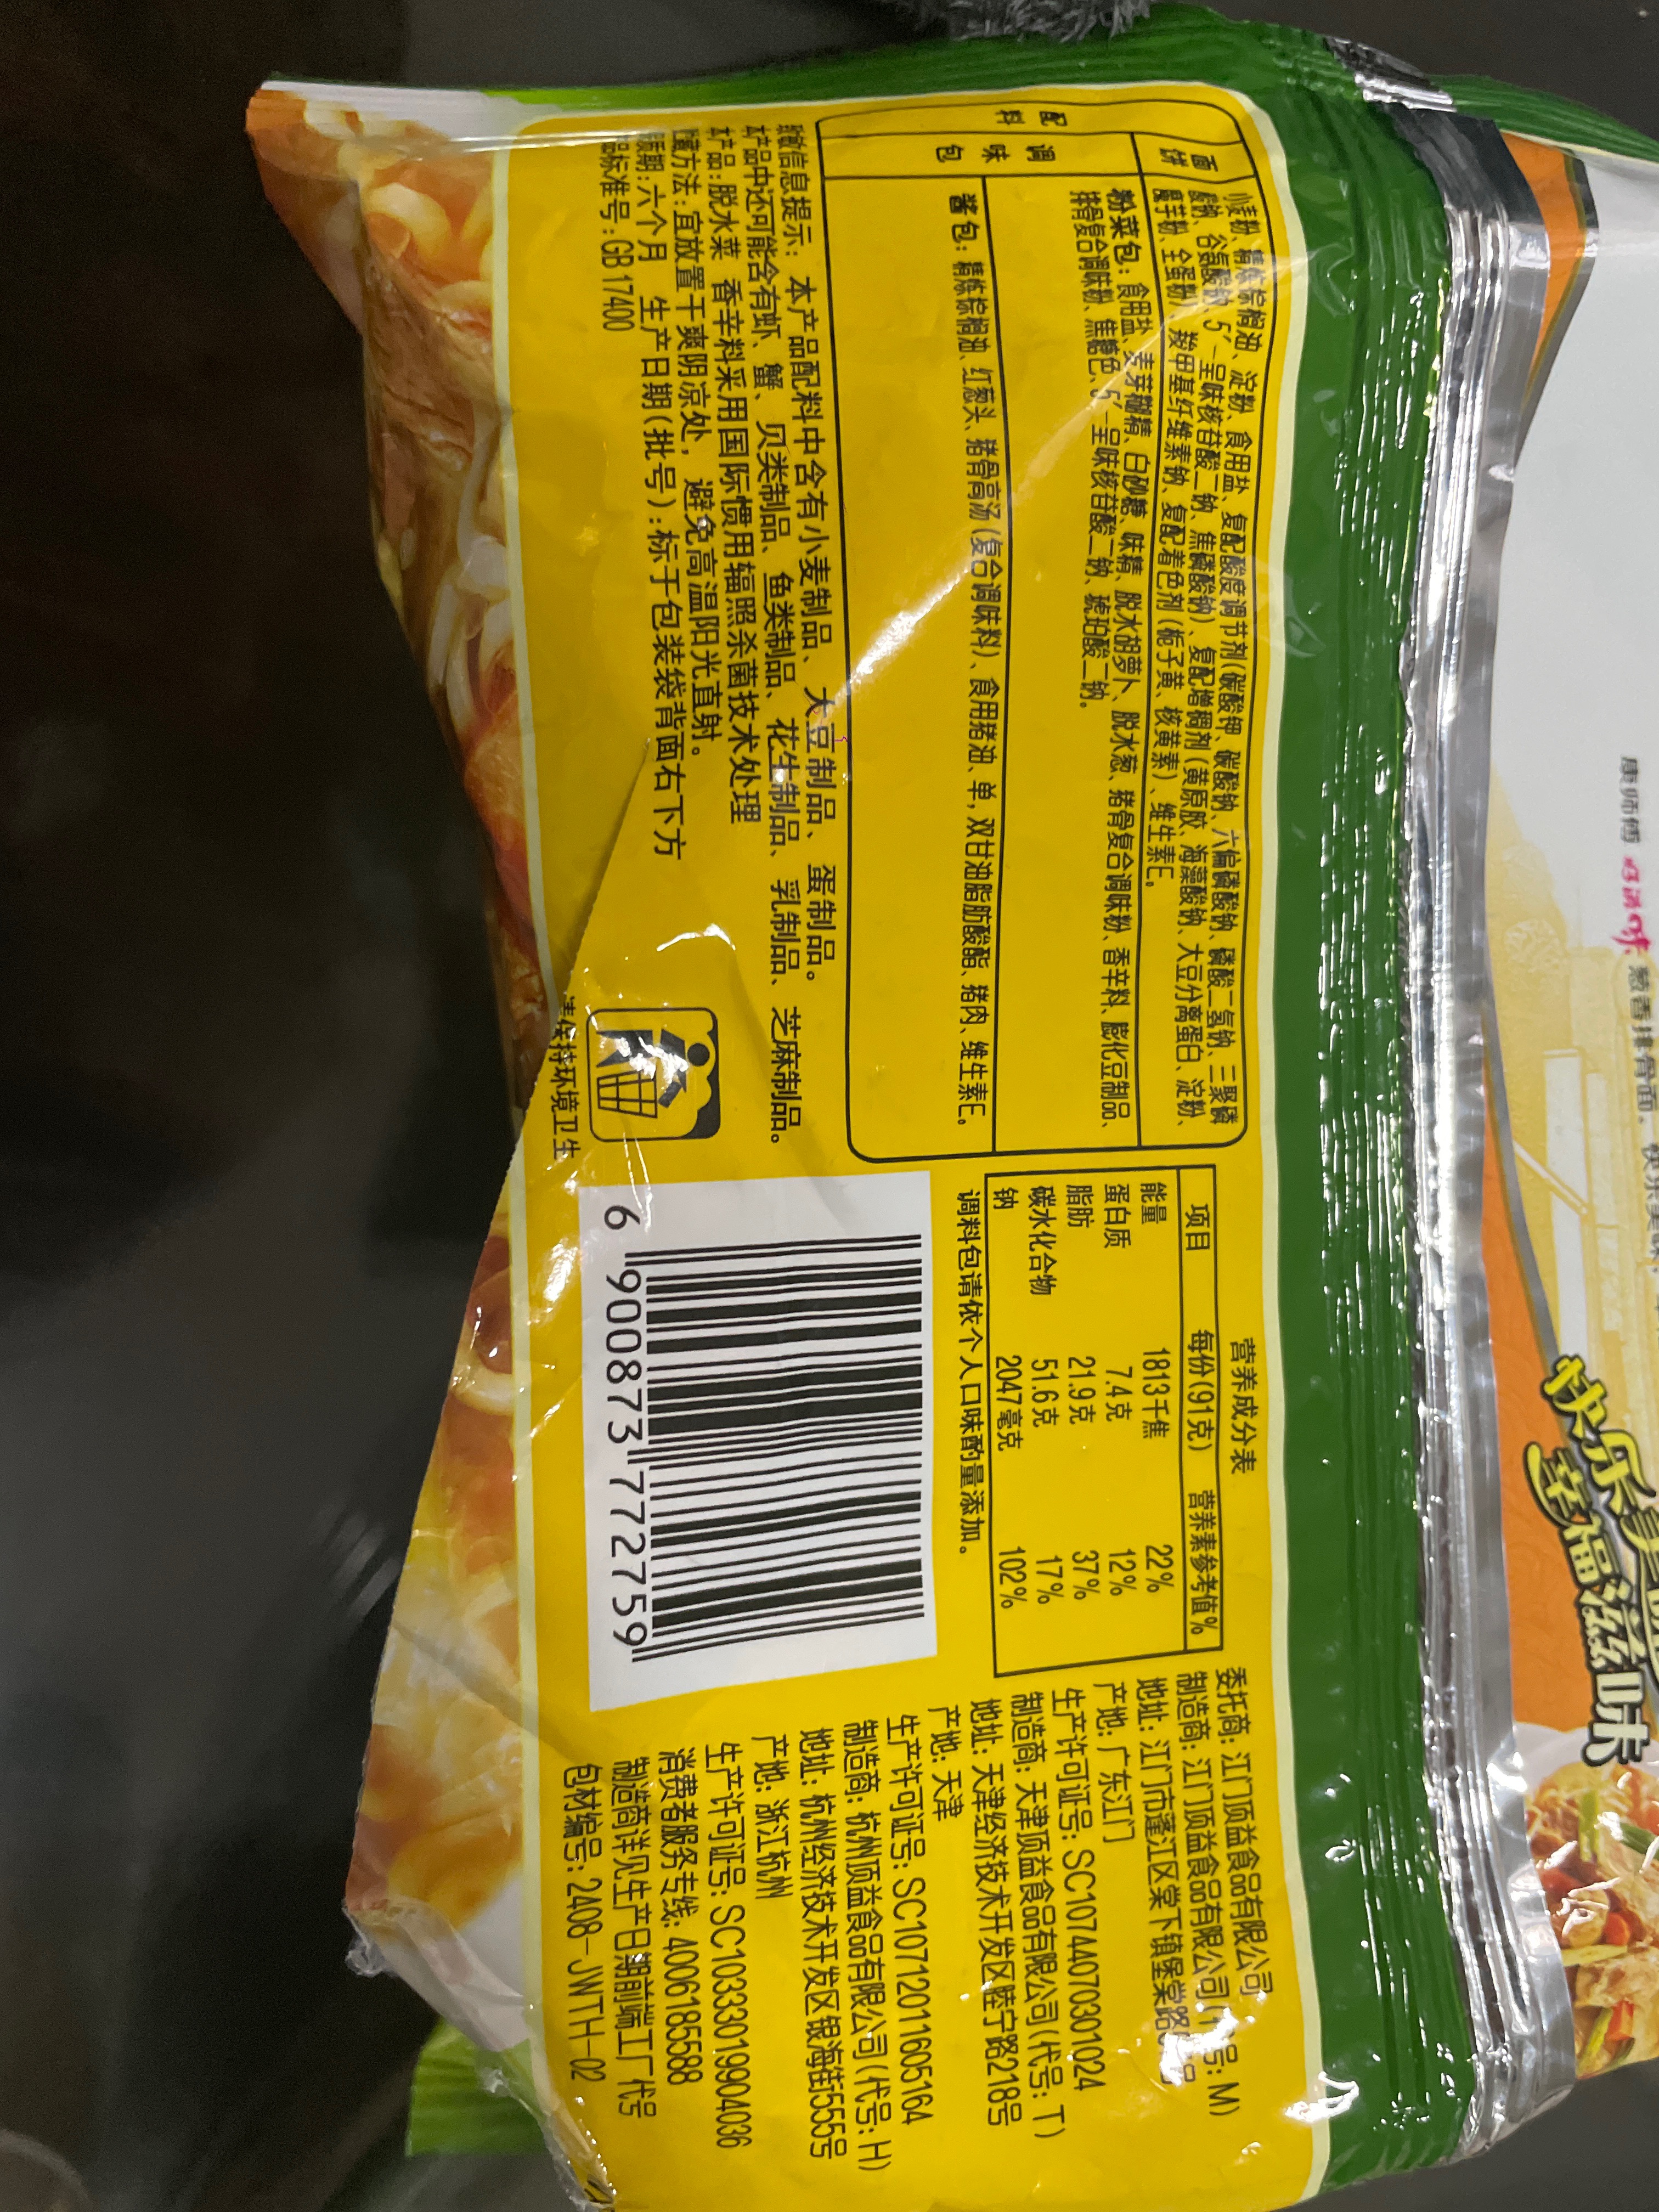 康师傅 好滋味 葱香排骨面
快乐美味
幸福滋味
配料
面饼
小麦粉、精炼棕榈油、淀粉、食用盐、复配酸度调节剂(碳酸钾、碳酸钠、六偏磷酸钠、磷酸二氢钠、三聚磷
酸钠、谷氨酸钠、5′-呈味核苷酸二钠、焦磷酸钠)、复配增稠剂(黄原胶、海藻酸钠、大豆分离蛋白、淀粉、
魔芋粉、全蛋粉)、羧甲基纤维素钠、复配着色剂(栀子黄、核黄素)、维生素E。
调味包
粉菜包:食用盐、麦芽糊精、白砂糖、味精、脱水胡萝卜、脱水葱、猪骨复合调味粉、香辛料、膨化豆制品、
排骨复合调味粉、焦糖色、5′-呈味核苷酸二钠、琥珀酸二钠。
酱包:精炼棕榈油、红葱头、猪骨高汤(复合调味料)、食用猪油、单,双甘油脂肪酸酯、猪肉、维生素E。
敏信息提示:本产品配料中含有小麦制品、大豆制品、蛋制品。
本产品中还可能含有虾、蟹、贝类制品、鱼类制品、花生制品、乳制品、芝麻制品。
本产品:脱水菜 香辛料采用国际惯用辐照杀菌技术处理
贮藏方法:宜放置干爽阴凉处,避免高温阳光直射。
质期:六个月 生产日期(批号):标于包装袋背面右下方
品标准号:GB 17400
请保持环境卫生
营养成分表
项目 每份(91克) 营养素参考值%
能量 1813千焦 22%
蛋白质 7.4克 12%
脂肪 21.9克 37%
碳水化合物 51.6克 17%
钠 2047毫克 102%
调料包请依个人口味酌量添加。
6 900873 772759
委托商:江门顶益食品有限公司
制造商:江门顶益食品有限公司(代号:M)
地址:江门市蓬江区棠下镇堡棠路 号
产地:广东江门
生产许可证号:SC10744070301024
制造商:天津顶益食品有限公司(代号:T)
地址:天津经济技术开发区睦宁路218号
产地:天津
生产许可证号:SC10712011605164
制造商:杭州顶益食品有限公司(代号:H)
地址:杭州经济技术开发区银海街555号
产地:浙江杭州
生产许可证号:SC10333019904036
消费者服务专线:4006185588
制造商详见生产日期前端工厂代号
包材编号:2408-JWTH-02